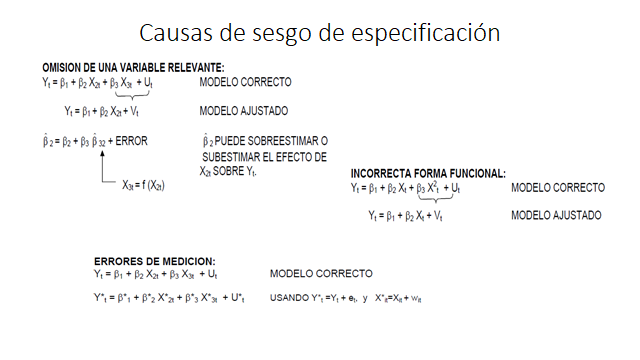 Causas de sesgo de especificación
OMISION DE UNA VARIABLE RELEVANTE:
Yt = β1 + β2 X2t + β3 X3t + Ut MODELO CORRECTO
Yt = β1 + β2 X2t + Vt MODELO AJUSTADO
β̂2 = β2 + β3 β̂32 + ERROR β̂2 PUEDE SOBREESTIMAR O
SUBESTIMAR EL EFECTO DE
X2t SOBRE Yt.
X3t = f (X2t)
INCORRECTA FORMA FUNCIONAL:
Yt = β1 + β2 Xt + β3 X²t + Ut MODELO CORRECTO
Yt = β1 + β2 Xt + Vt MODELO AJUSTADO
ERRORES DE MEDICION:
Yt = β1 + β2 X2t + β3 X3t + Ut MODELO CORRECTO
Y*t = β*1 + β*2 X*2t + β*3 X*3t + U*t USANDO Y*t =Yt + et, y X*it=Xit + wit